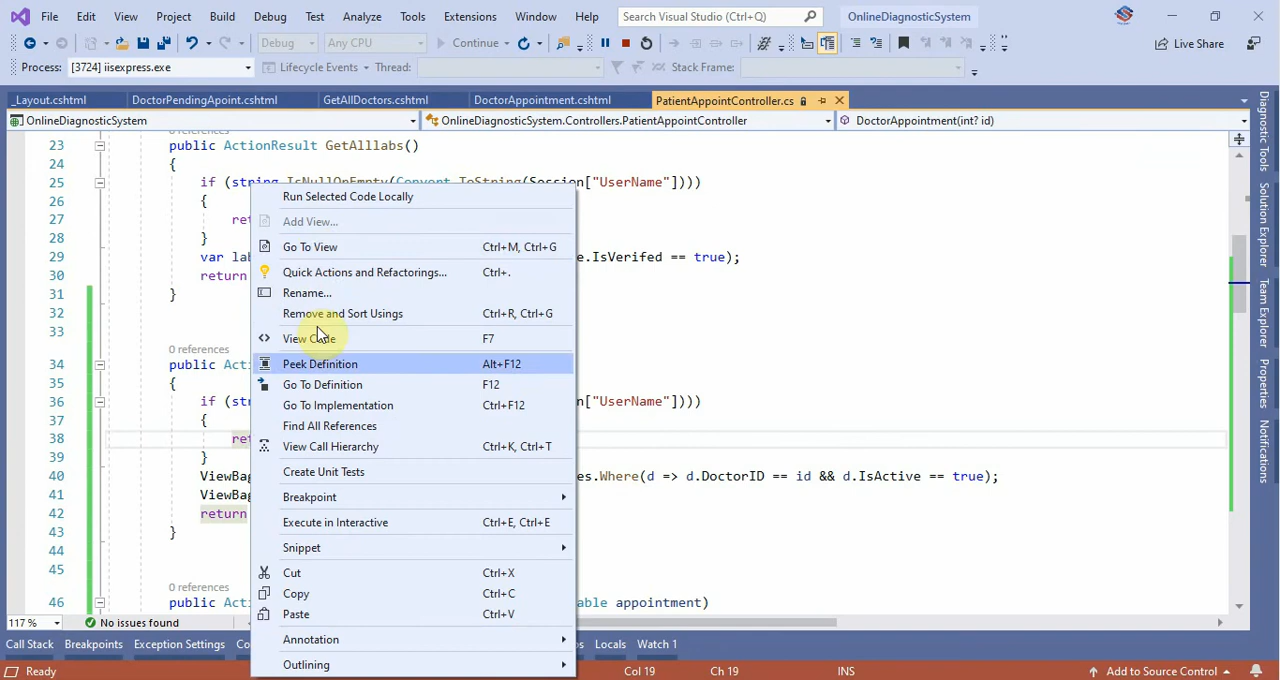 File Edit View Project Build Debug Test Analyze Tools Extensions Window Help Search Visual Studio (Ctrl+Q) OnlineDiagnosticSystem
Debug Any CPU Continue Live Share
Process: [3724] iisexpress.exe Lifecycle Events Thread: Stack Frame:
_Layout.cshtml DoctorPendingApoint.cshtml GetAllDoctors.cshtml DoctorAppointment.cshtml PatientAppointController.cs
OnlineDiagnosticSystem OnlineDiagnosticSystem.Controllers.PatientAppointController DoctorAppointment(int? id)
0 references
23 public ActionResult GetAlllabs()
24 {
25 if (string.IsNullOrEmpty(Convert.ToString(Session["UserName"])))
26 {
27 ret
28 }
29 var lab e.IsVerifed == true);
30 return
31 }
32
33
0 references
34 public Act
35 {
36 if (st on["UserName"])))
37 {
38 ret
39 }
40 ViewBag es.Where(d => d.DoctorID == id && d.IsActive == true);
41 ViewBag
42 return
43 }
44
45
0 references
46 public Act able appointment)
Run Selected Code Locally
Add View...
Go To View Ctrl+M, Ctrl+G
Quick Actions and Refactorings... Ctrl+.
Rename...
Remove and Sort Usings Ctrl+R, Ctrl+G
View Code F7
Peek Definition Alt+F12
Go To Definition F12
Go To Implementation Ctrl+F12
Find All References
View Call Hierarchy Ctrl+K, Ctrl+T
Create Unit Tests
Breakpoint
Execute in Interactive Ctrl+E, Ctrl+E
Snippet
Cut Ctrl+X
Copy Ctrl+C
Paste Ctrl+V
Annotation
Outlining
Diagnostic Tools
Solution Explorer
Team Explorer
Properties
Notifications
117 % No issues found
Call Stack Breakpoints Exception Settings Co s Locals Watch 1
Ready Col 19 Ch 19 INS Add to Source Control